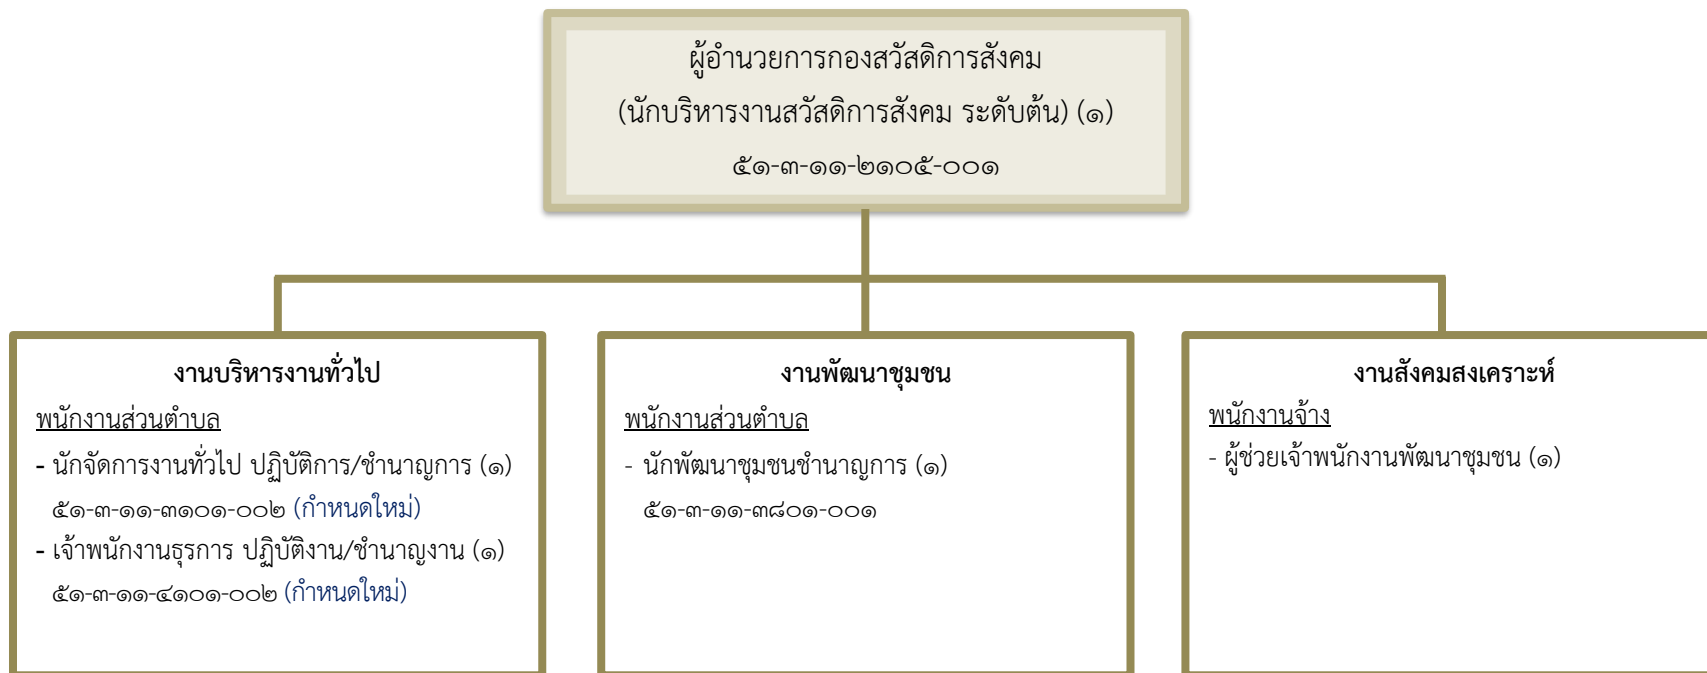 ผู้อำนวยการกองสวัสดิการสังคม
(นักบริหารงานสวัสดิการสังคม ระดับต้น) (๑)
๕๑-๓-๑๑-๒๑๐๕-๐๐๑
งานบริหารงานทั่วไป
พนักงานส่วนตำบล
- นักจัดการงานทั่วไป ปฏิบัติการ/ชำนาญการ (๑)
๕๑-๓-๑๑-๓๑๐๑-๐๐๒ (กำหนดใหม่)
- เจ้าพนักงานธุรการ ปฏิบัติงาน/ชำนาญงาน (๑)
๕๑-๓-๑๑-๔๑๐๑-๐๐๒ (กำหนดใหม่)
งานพัฒนาชุมชน
พนักงานส่วนตำบล
- นักพัฒนาชุมชนชำนาญการ (๑)
๕๑-๓-๑๑-๓๘๐๑-๐๐๑
งานสังคมสงเคราะห์
พนักงานจ้าง
- ผู้ช่วยเจ้าพนักงานพัฒนาชุมชน (๑)